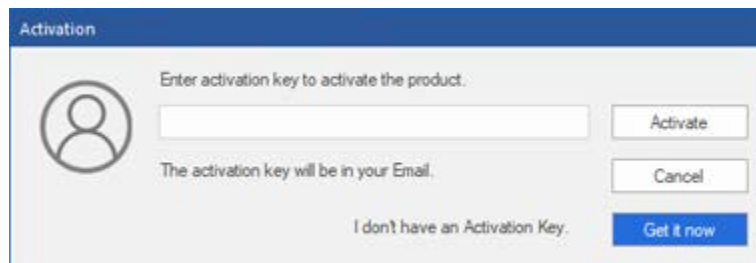 Activation
Enter activation key to activate the product.
Activate
The activation key will be in your Email.
Cancel
I don't have an Activation Key.
Get it now